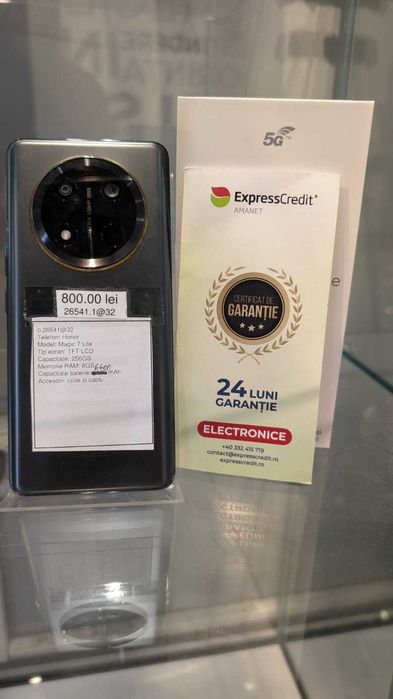 5G
ExpressCredit®
AMANET
CERTIFICAT DE
GARANȚIE
24 LUNI
GARANȚIE
ELECTRONICE
+40 332 415 719
contact@expresscredit.ro
expresscredit.ro
800.00 lei
26541.1@32
b.26541@32
Telefon: Honor
Model: Magic 7 Lite
Tip ecran: TFT LCD
Capacitate: 256GB
Memorie RAM: 8GB
Capacitate baterie 6600 mAh
Accesorii: cutie si cablu